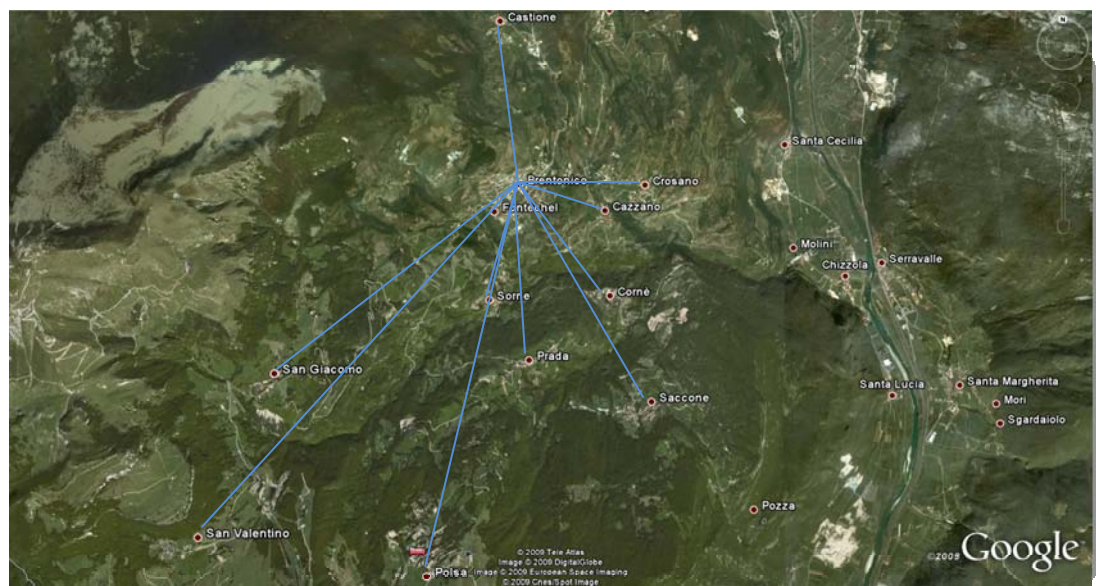 Castione
N
Santa Cecilia
Brentonico
Crosano
Fontechel
Cazzano
Molini
Serravalle
Chizzola
Sorne
Cornè
Prada
San Giacomo
Santa Lucia
Santa Margherita
Saccone
Mori
Sgardaiolo
Pozza
San Valentino
© 2009 Tele Atlas
Image © 2009 DigitalGlobe
Polsa
Image © 2009 European Space Imaging
© 2009 Cnes/Spot Image
©2009 Google